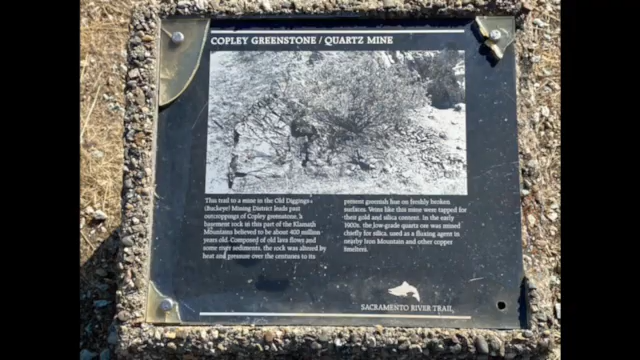 COPLEY GREENSTONE / QUARTZ MINE
This trail to a mine in the Old Diggings
(Buckeye) Mining District leads past
outcroppings of Copley greenstone, a
basement rock in this part of the Klamath
Mountains believed to be about 400 million
years old. Composed of old lava flows and
some river sediments, the rock was altered by
heat and pressure over the centuries to its
present greenish hue on freshly broken
surfaces. Veins like this mine were tapped for
their gold and silica content. In the early
1900s, the low-grade quartz ore was mined
chiefly for silica, used as a fluxing agent in
nearby Iron Mountain and other copper
smelters.
SACRAMENTO RIVER TRAIL